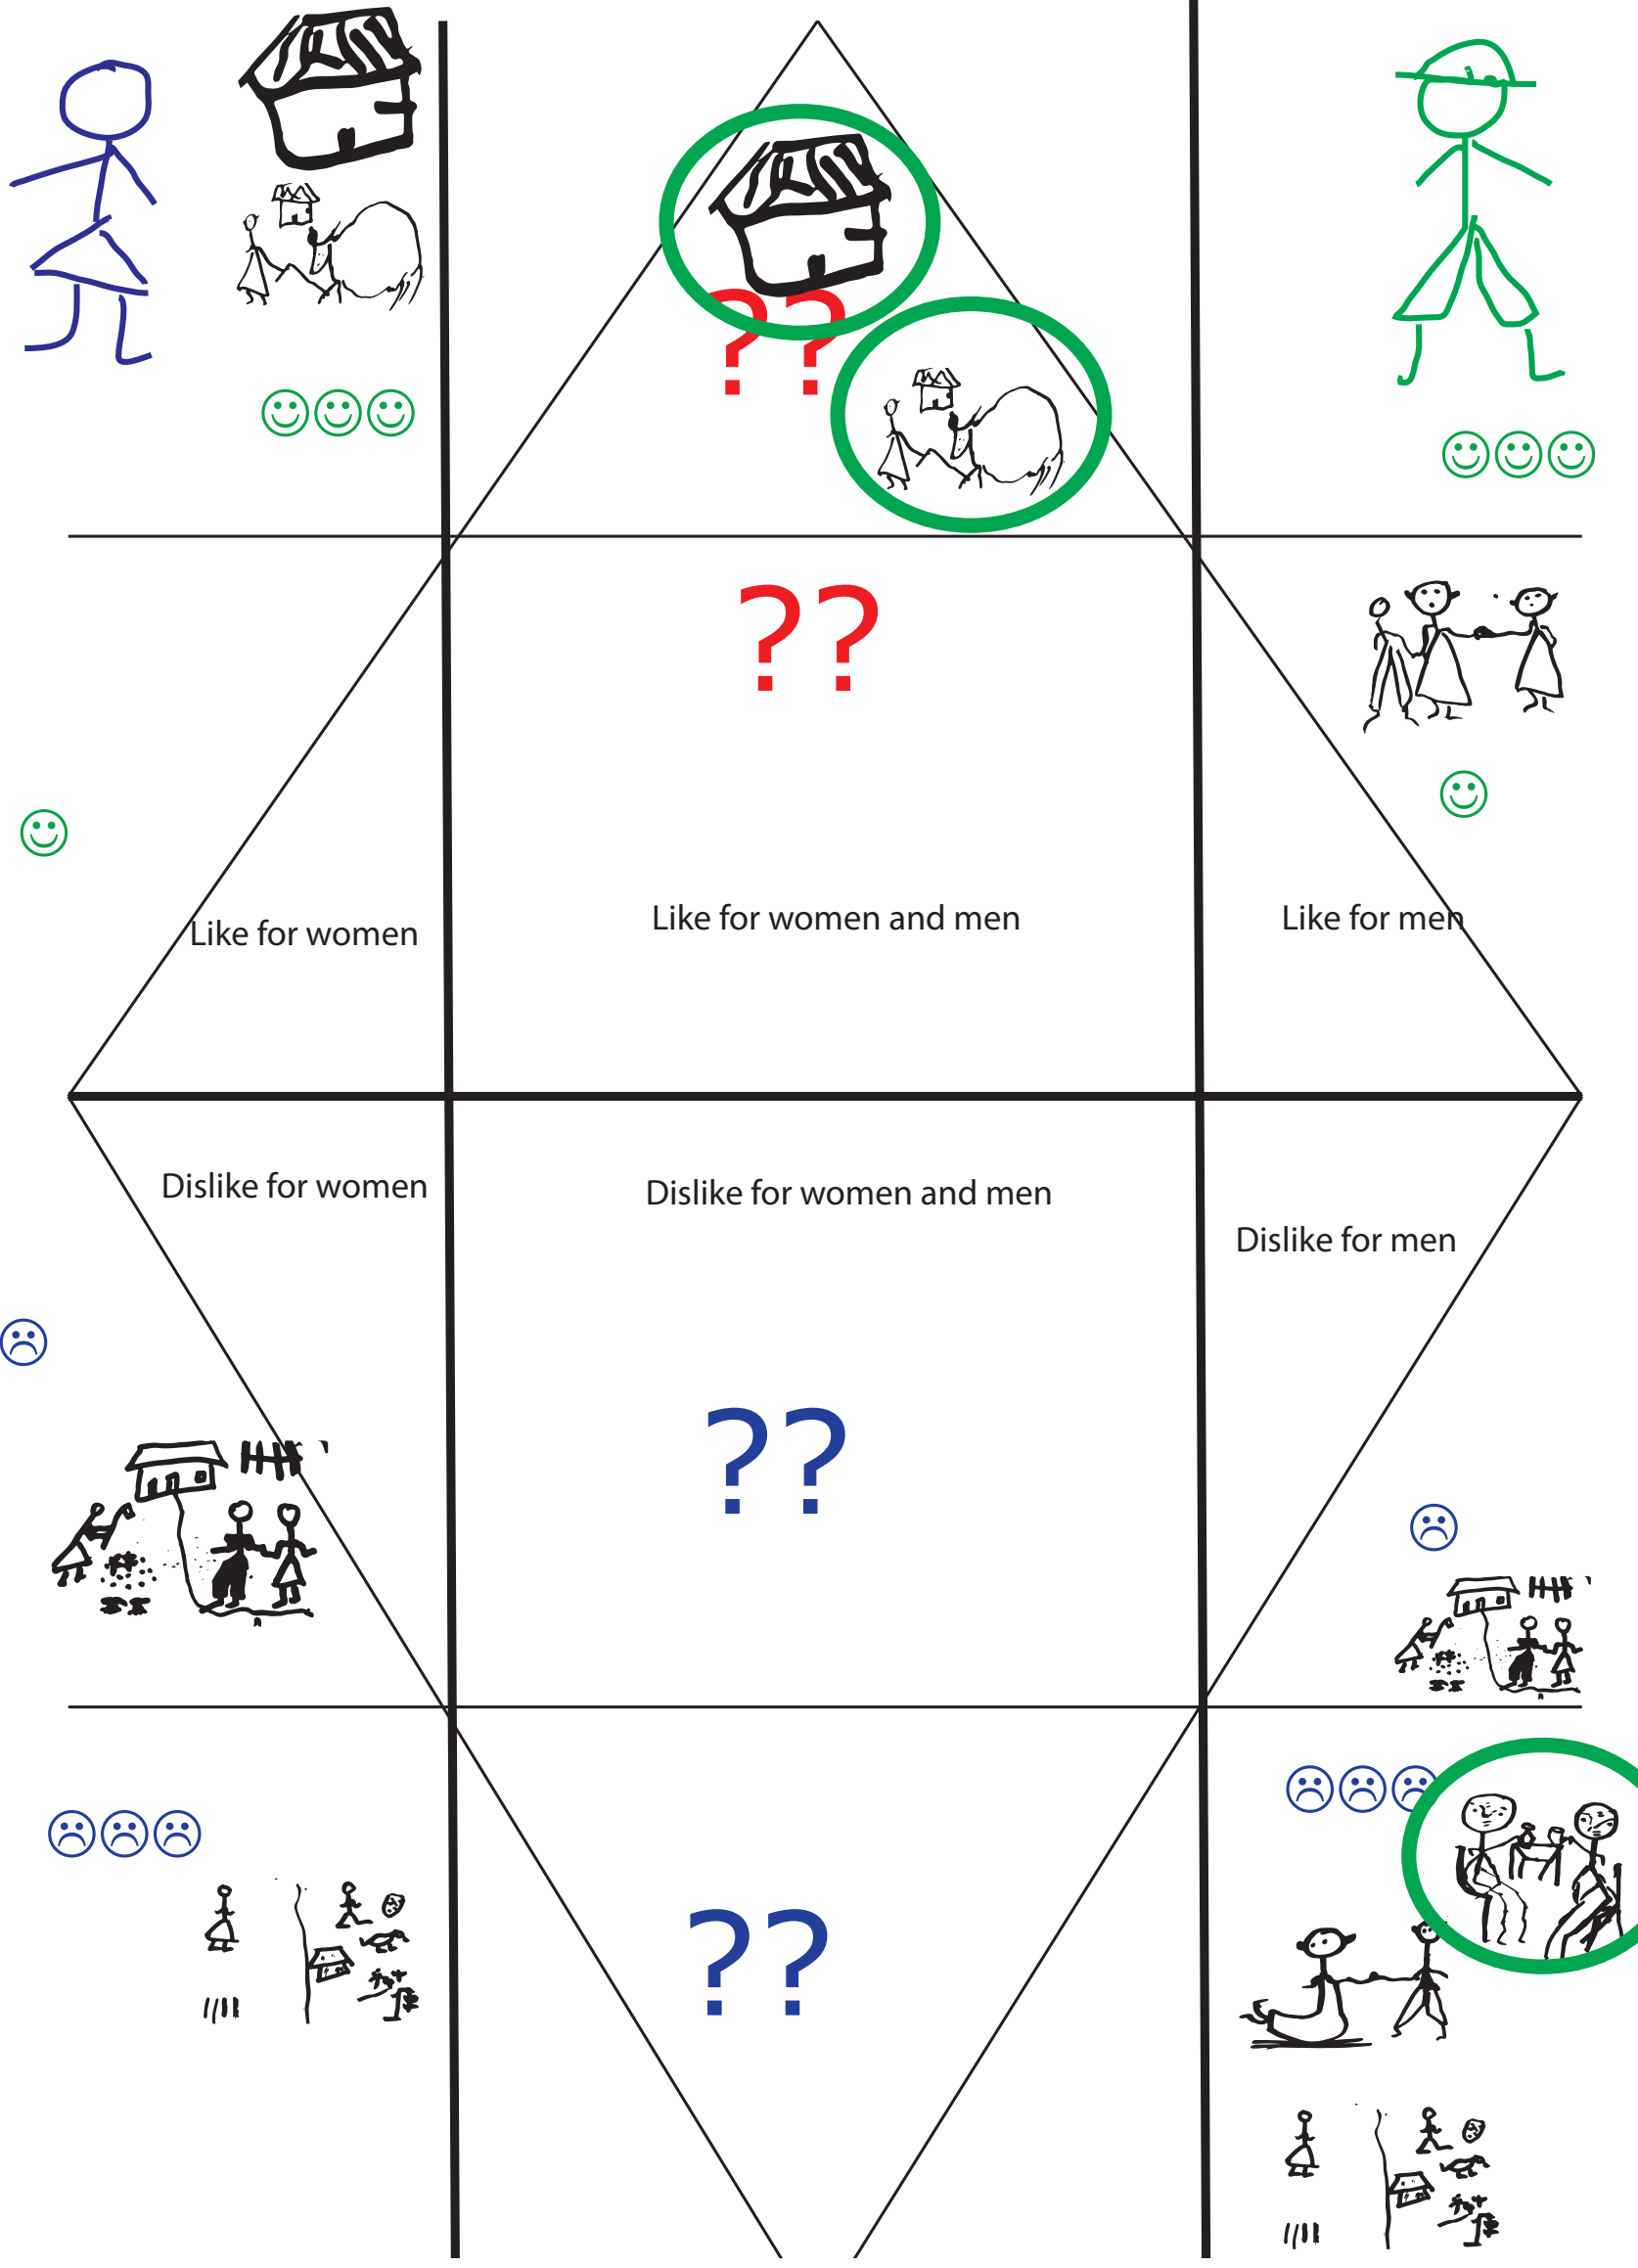 ??
??
Like for women
Like for women and men
Like for men
Dislike for women
Dislike for women and men
Dislike for men
??
??